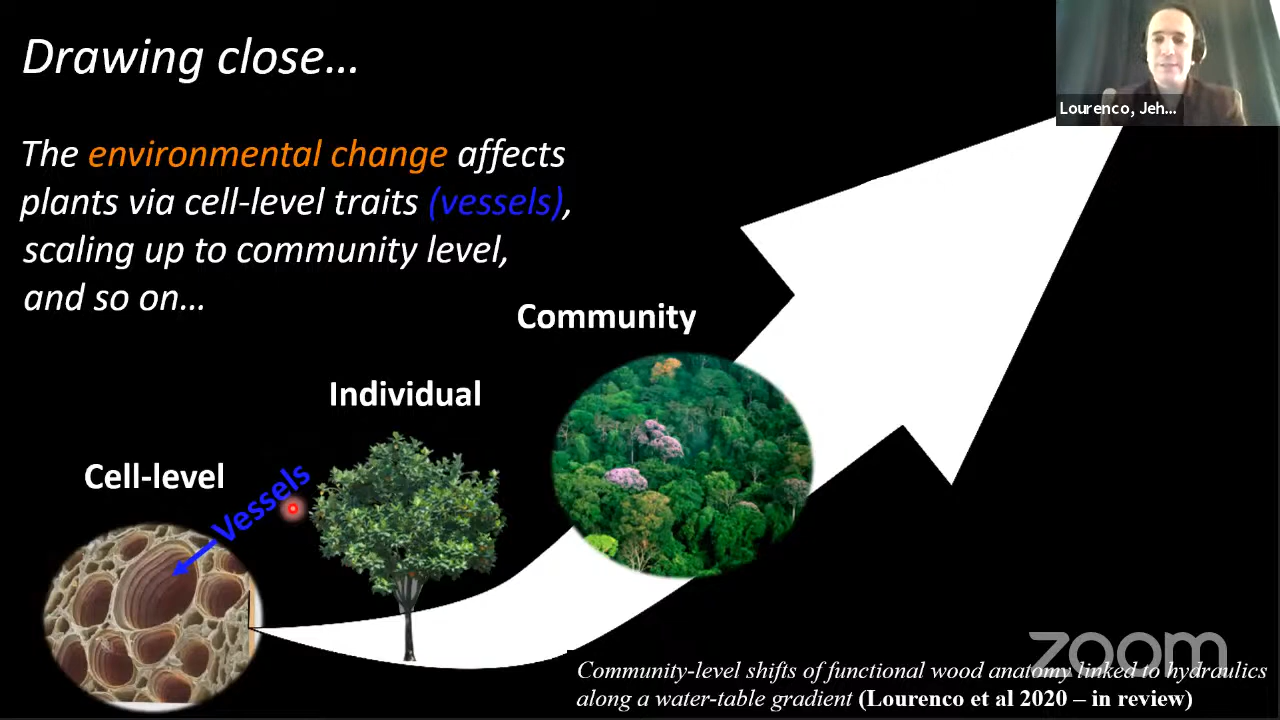 Drawing close...
Lourenco, Jeh...
The environmental change affects
plants via cell-level traits (vessels),
scaling up to community level,
and so on...
Community
Individual
Cell-level
Vessels
zoom
Community-level shifts of functional wood anatomy linked to hydraulics
along a water-table gradient (Lourenco et al 2020 – in review)